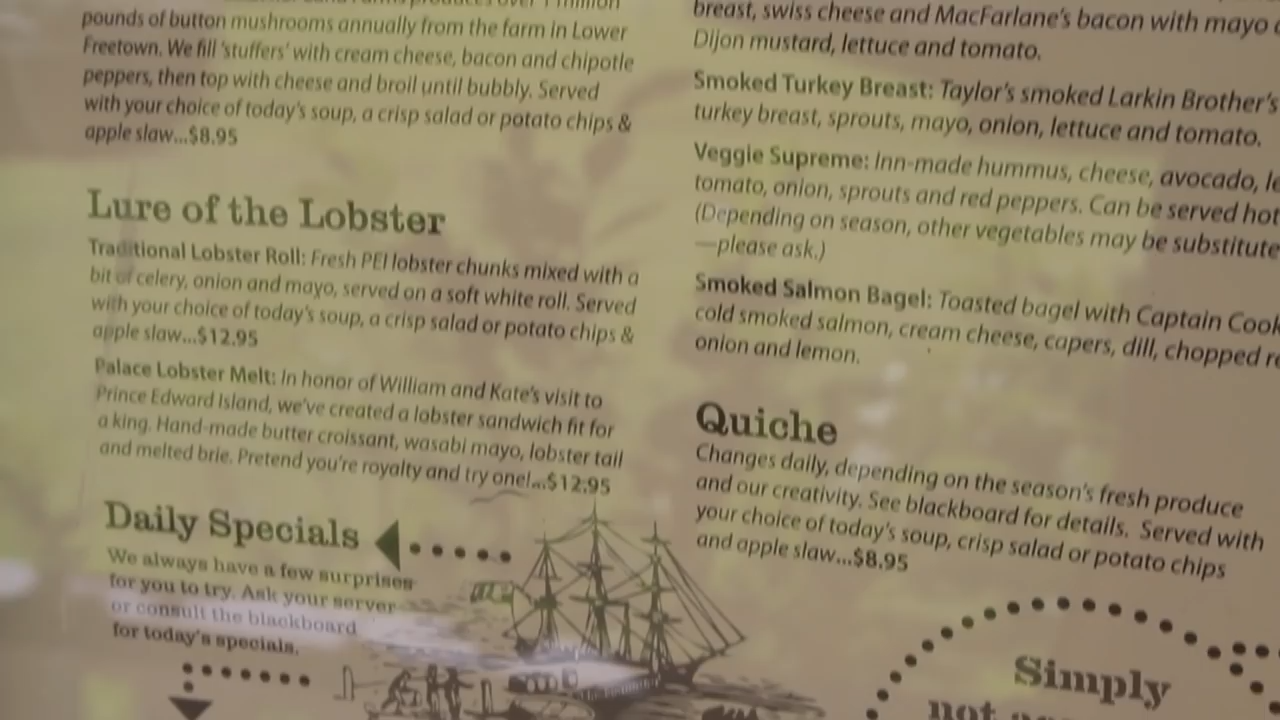 pounds of button mushrooms annually from the farm in Lower
Freetown. We fill 'stuffers' with cream cheese, bacon and chipotle
peppers, then top with cheese and broil until bubbly. Served
with your choice of today's soup, a crisp salad or potato chips &
apple slaw...$8.95
Lure of the Lobster
Traditional Lobster Roll: Fresh PEI lobster chunks mixed with a
bit of celery, onion and mayo, served on a soft white roll. Served
with your choice of today's soup, a crisp salad or potato chips &
apple slaw...$12.95
Palace Lobster Melt: In honor of William and Kate's visit to
Prince Edward Island, we've created a lobster sandwich fit for
a king. Hand-made butter croissant, wasabi mayo, lobster tail
and melted brie. Pretend you're royalty and try one!...$12.95
Daily Specials
We always have a few surprises
for you to try. Ask your server
or consult the blackboard
for today's specials.
breast, swiss cheese and MacFarlane's bacon with mayo
Dijon mustard, lettuce and tomato.
Smoked Turkey Breast: Taylor's smoked Larkin Brother's
turkey breast, sprouts, mayo, onion, lettuce and tomato.
Veggie Supreme: Inn-made hummus, cheese, avocado, le
tomato, onion, sprouts and red peppers. Can be served hot
(Depending on season, other vegetables may be substitute
—please ask.)
Smoked Salmon Bagel: Toasted bagel with Captain Cook
cold smoked salmon, cream cheese, capers, dill, chopped re
onion and lemon.
Quiche
Changes daily, depending on the season's fresh produce
and our creativity. See blackboard for details. Served with
your choice of today's soup, crisp salad or potato chips
and apple slaw...$8.95
Simply
not